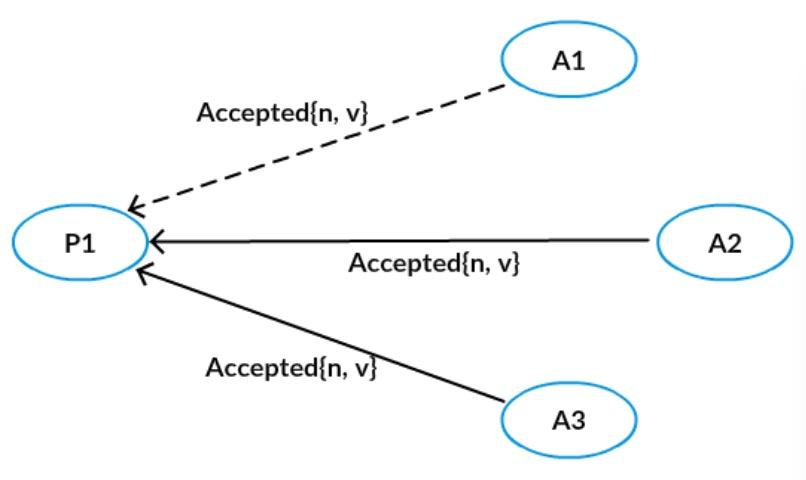 A1
Accepted{n, v}
P1
A2
Accepted{n, v}
Accepted{n, v}
A3